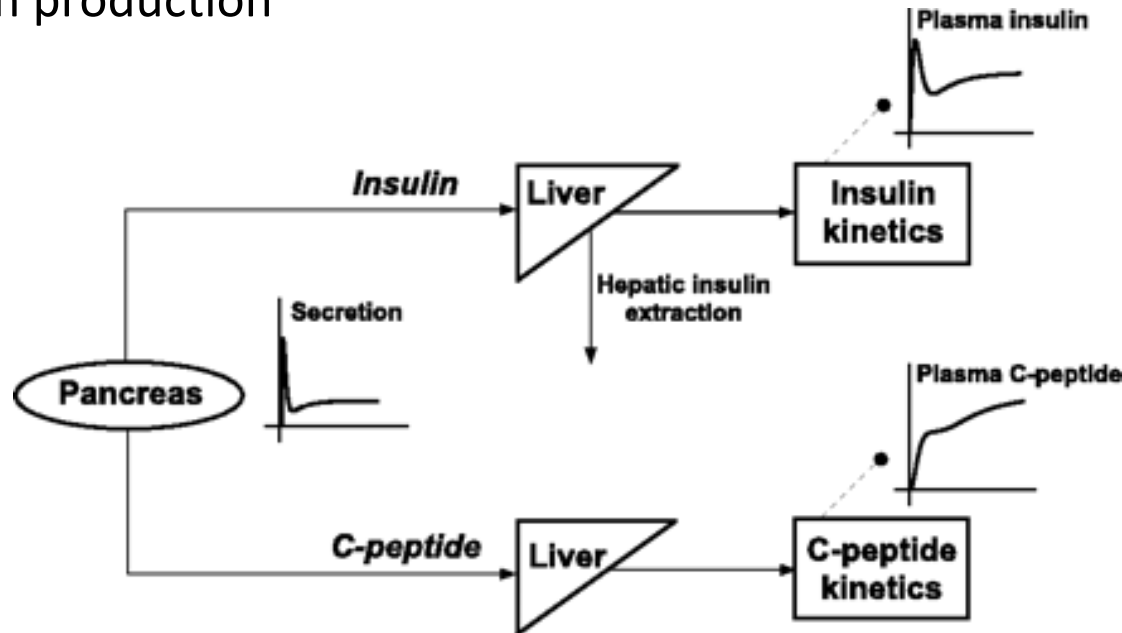 production
Plasma insulin
Insulin
Liver
Insulin
kinetics
Hepatic insulin
extraction
Secretion
Pancreas
Plasma C-peptide
C-peptide
Liver
C-peptide
kinetics